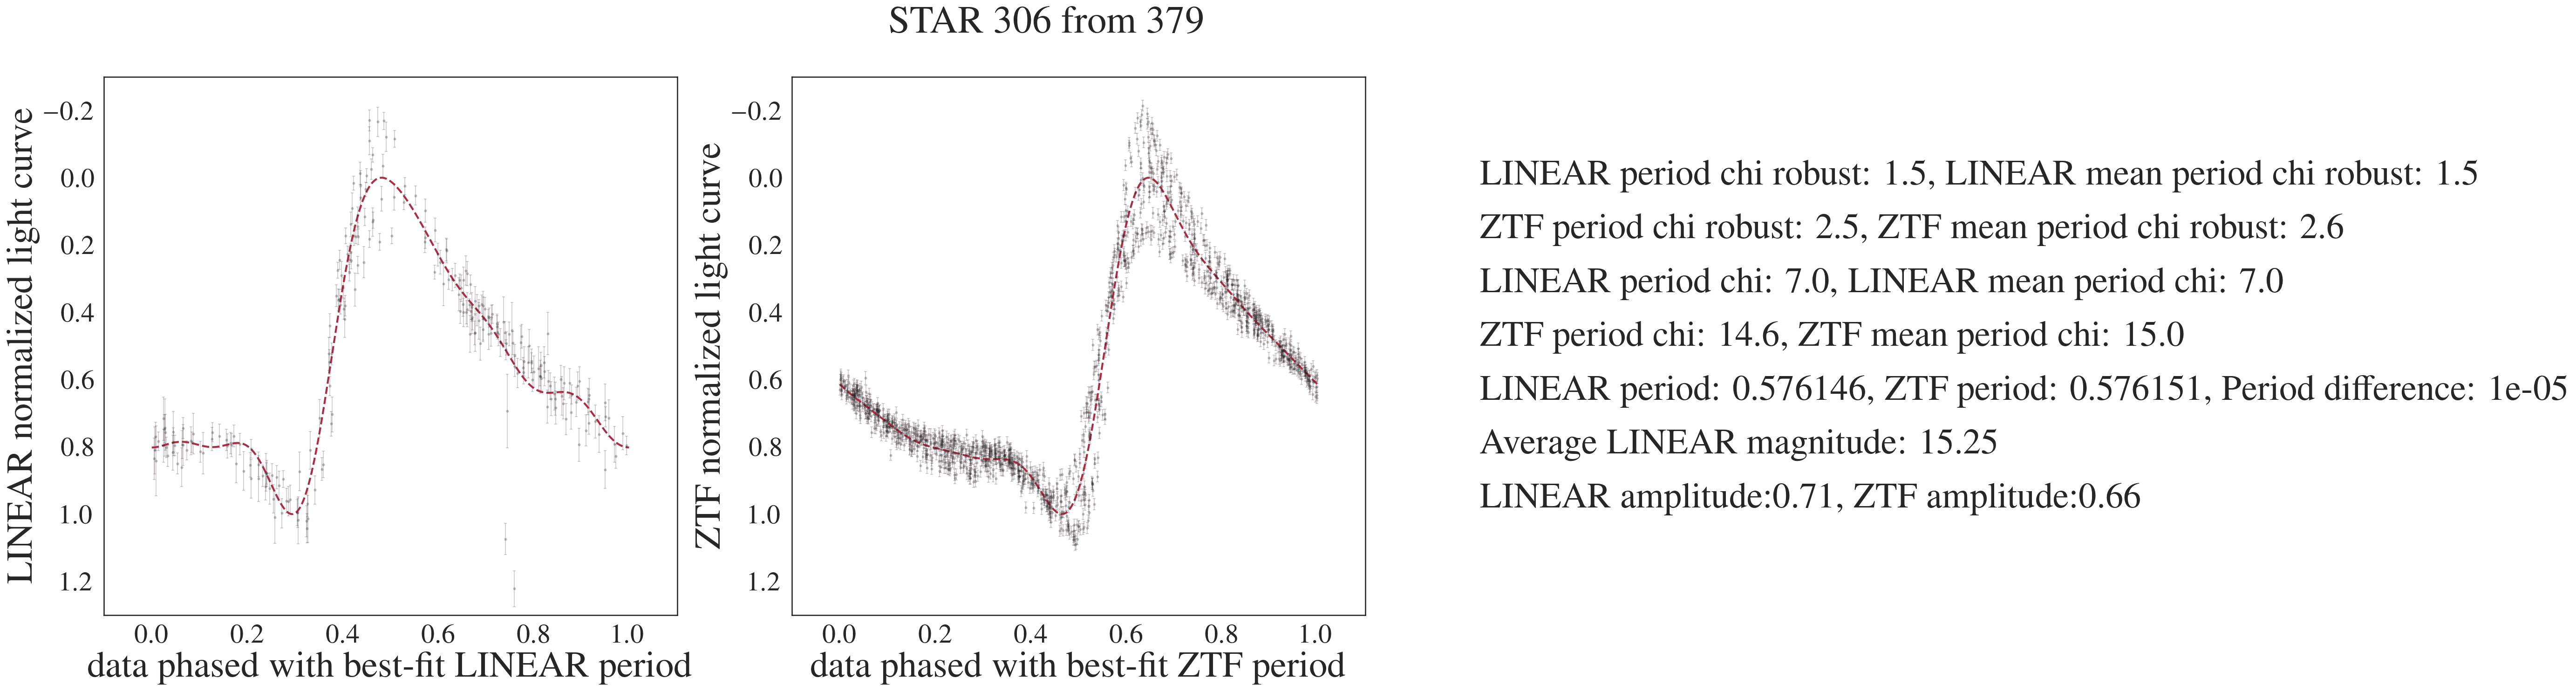 STAR 306 from 379
LINEAR normalized light curve
−0.2
0.0
0.2
0.4
0.6
0.8
1.0
1.2
0.0 0.2 0.4 0.6 0.8 1.0
data phased with best-fit LINEAR period
ZTF normalized light curve
−0.2
0.0
0.2
0.4
0.6
0.8
1.0
1.2
0.0 0.2 0.4 0.6 0.8 1.0
data phased with best-fit ZTF period
LINEAR period chi robust: 1.5, LINEAR mean period chi robust: 1.5
ZTF period chi robust: 2.5, ZTF mean period chi robust: 2.6
LINEAR period chi: 7.0, LINEAR mean period chi: 7.0
ZTF period chi: 14.6, ZTF mean period chi: 15.0
LINEAR period: 0.576146, ZTF period: 0.576151, Period difference: 1e-05
Average LINEAR magnitude: 15.25
LINEAR amplitude:0.71, ZTF amplitude:0.66